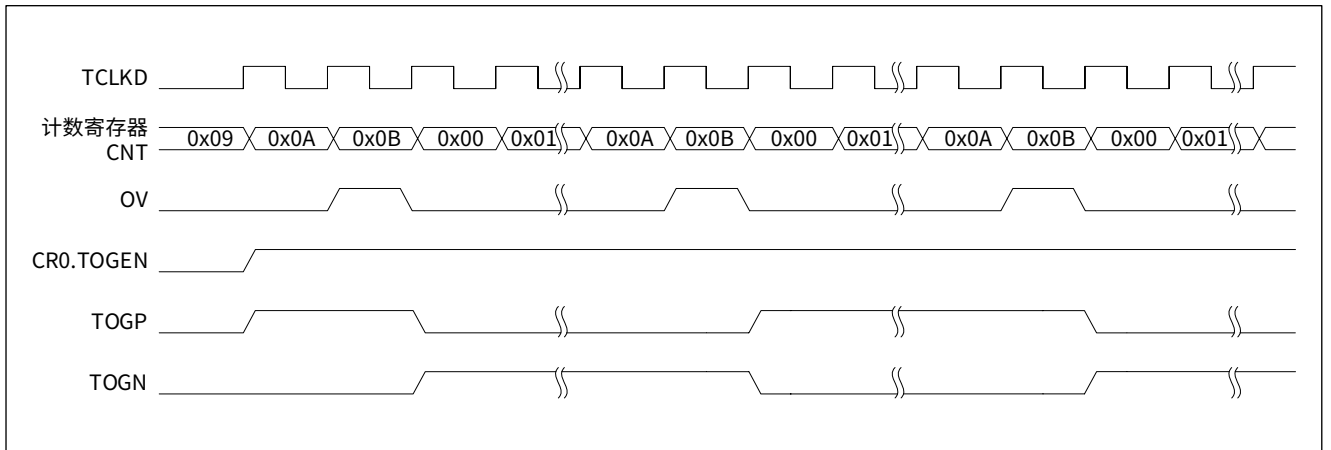 TCLKD
计数寄存器
CNT
0x09 0x0A 0x0B 0x00 0x01 0x0A 0x0B 0x00 0x01 0x0A 0x0B 0x00 0x01
OV
CR0.TOGEN
TOGP
TOGN